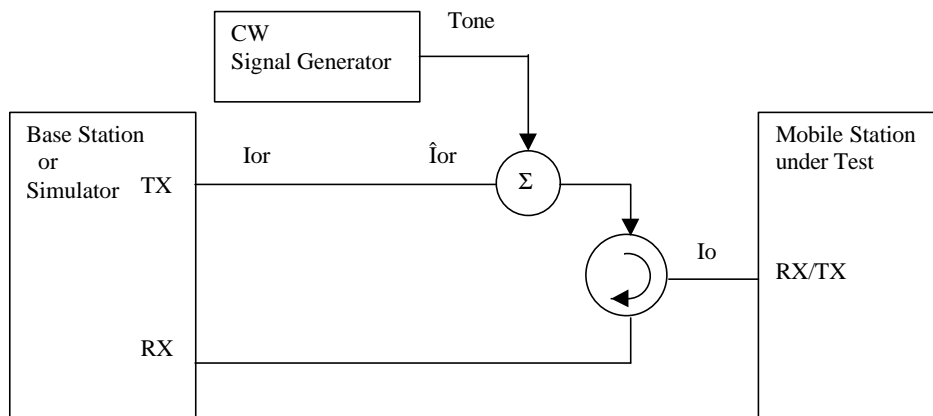 Tone
CW
Signal Generator
Base Station
or
Simulator
TX
Ior
Îor
Σ
Mobile Station
under Test
Io
RX/TX
RX